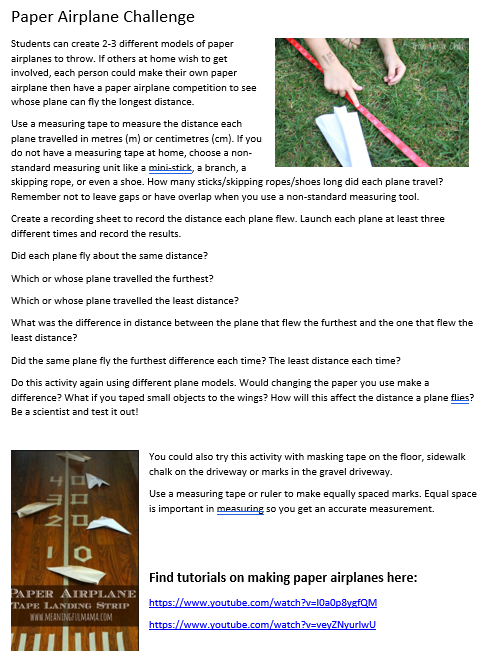 Paper Airplane Challenge
Students can create 2-3 different models of paper
airplanes to throw. If others at home wish to get
involved, each person could make their own paper
airplane then have a paper airplane competition to see
whose plane can fly the longest distance.
Use a measuring tape to measure the distance each
plane travelled in metres (m) or centimetres (cm). If you
do not have a measuring tape at home, choose a non-
standard measuring unit like a mini-stick, a branch, a
skipping rope, or even a shoe. How many sticks/skipping ropes/shoes long did each plane travel?
Remember not to leave gaps or have overlap when you use a non-standard measuring tool.
Create a recording sheet to record the distance each plane flew. Launch each plane at least three
different times and record the results.
Did each plane fly about the same distance?
Which or whose plane travelled the furthest?
Which or whose plane travelled the least distance?
What was the difference in distance between the plane that flew the furthest and the one that flew the
least distance?
Did the same plane fly the furthest difference each time? The least distance each time?
Do this activity again using different plane models. Would changing the paper you use make a
difference? What if you taped small objects to the wings? How will this affect the distance a plane flies?
Be a scientist and test it out!
You could also try this activity with masking tape on the floor, sidewalk
chalk on the driveway or marks in the gravel driveway.
Use a measuring tape or ruler to make equally spaced marks. Equal space
is important in measuring so you get an accurate measurement.
40
30
20
10
PAPER AIRPLANE
TAPE LANDING STRIP
WWW.MEANINGFULMAMA.COM
Find tutorials on making paper airplanes here:
https://www.youtube.com/watch?v=I0a0p8ygfQM
https://www.youtube.com/watch?v=veyZNyurlwU